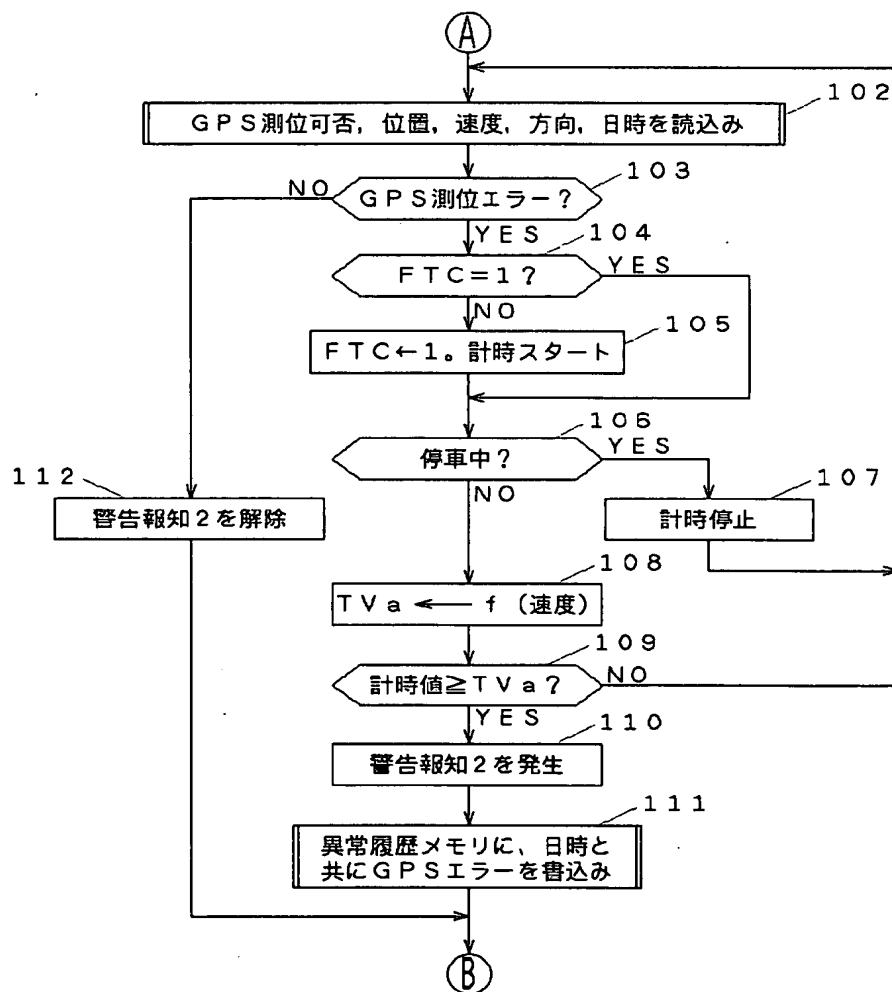 A
102
GPS測位可否,位置,速度,方向,日時を読込み
103
NO
GPS測位エラー?
YES
104
FTC=1?
YES
NO
105
FTC←1。計時スタート
106
停車中?
YES
NO
112
警告報知2を解除
107
計時停止
108
TVa ← f (速度)
109
計時値≧TVa?
NO
YES
110
警告報知2を発生
111
異常履歴メモリに、日時と
共にGPSエラーを書込み
B